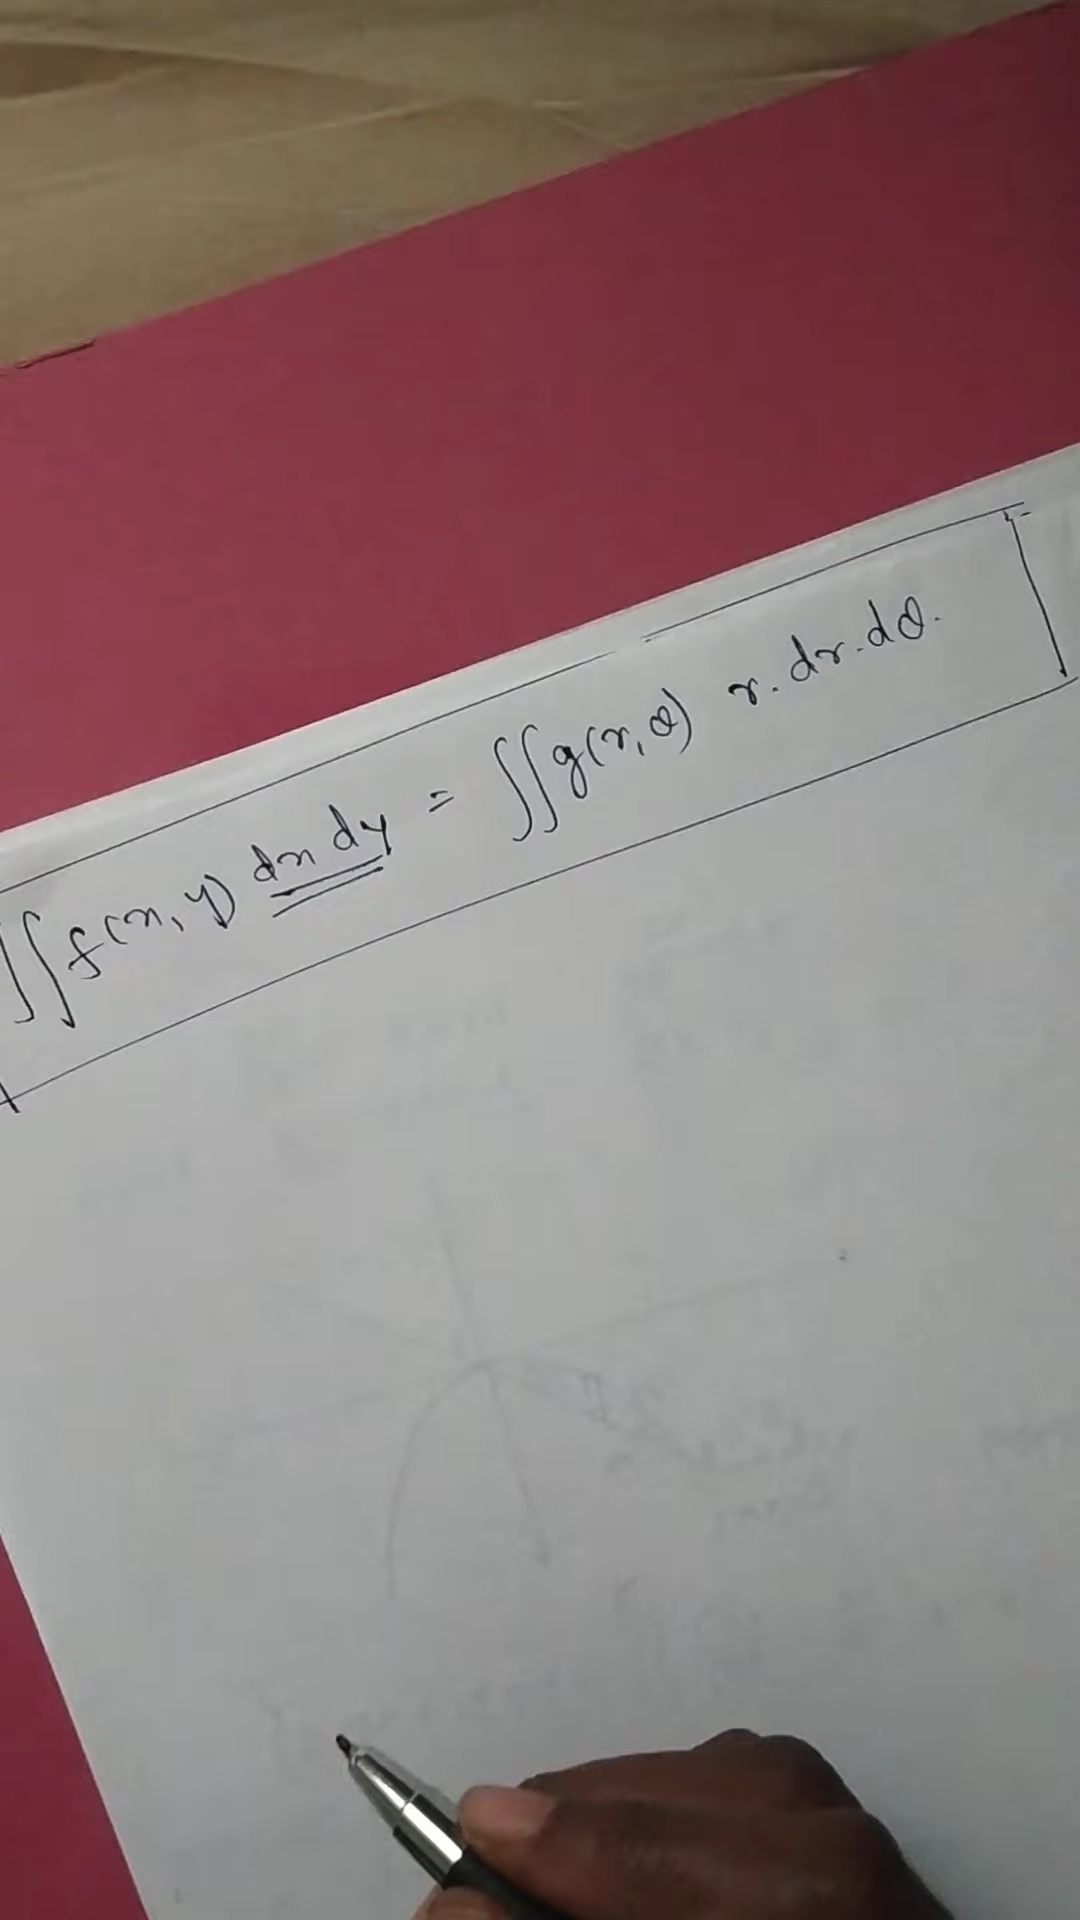 ∬f(x,y) dx dy = ∬g(r,θ) r.dr.dθ.